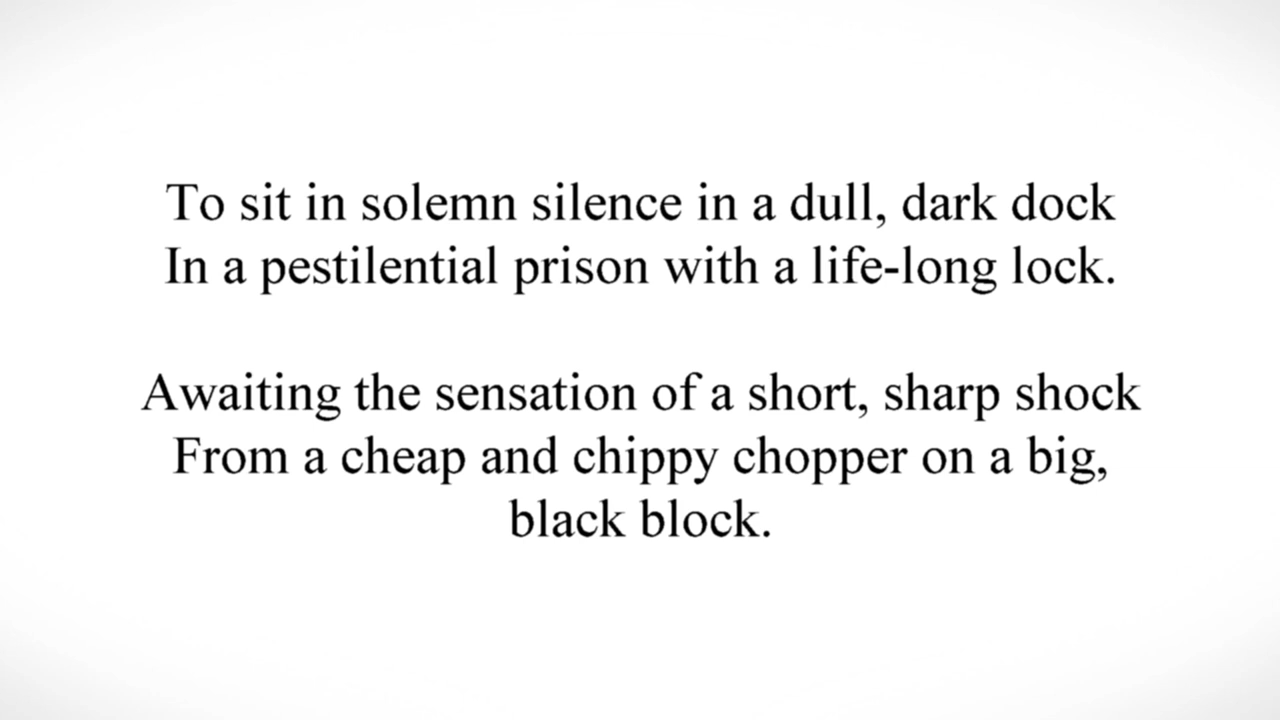 To sit in solemn silence in a dull, dark dock
In a pestilential prison with a life-long lock.
Awaiting the sensation of a short, sharp shock
From a cheap and chippy chopper on a big,
black block.